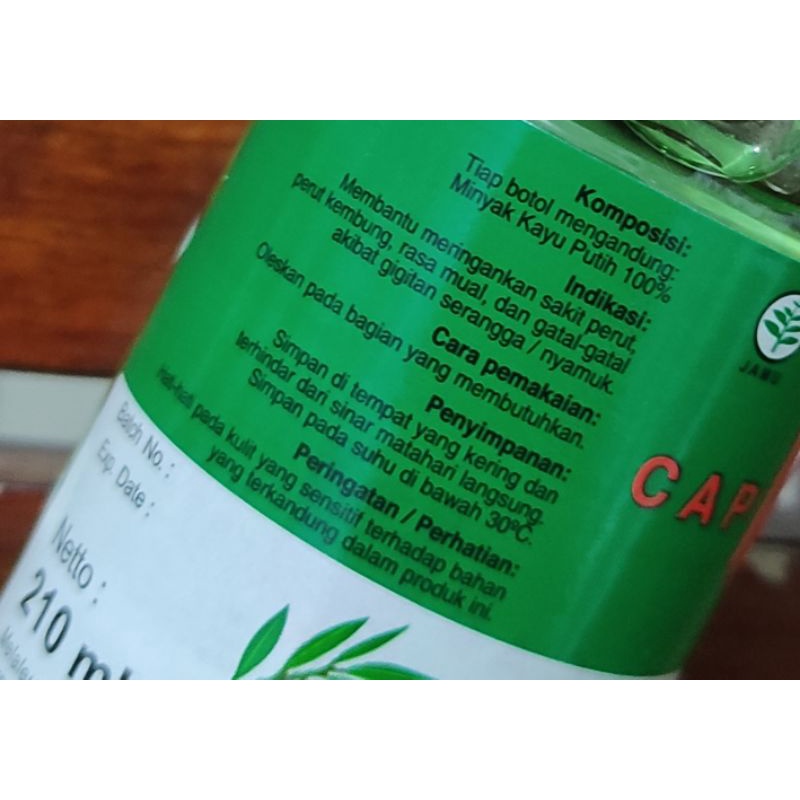 Komposisi:
Tiap botol mengandung:
Minyak Kayu Putih 100%
Indikasi:
Membantu meringankan sakit perut,
perut kembung, rasa mual, dan gatal-gatal
akibat gigitan serangga / nyamuk.
Cara pemakaian:
Oleskan pada bagian yang membutuhkan.
Penyimpanan:
Simpan di tempat yang kering dan
terhindar dari sinar matahari langsung.
Simpan pada suhu di bawah 30ºC.
Peringatan / Perhatian:
Hati-hati pada kulit yang sensitif terhadap bahan
yang terkandung dalam produk ini.
Batch No. :
Exp. Date :
Netto :
210 ml
JAMU
CAP